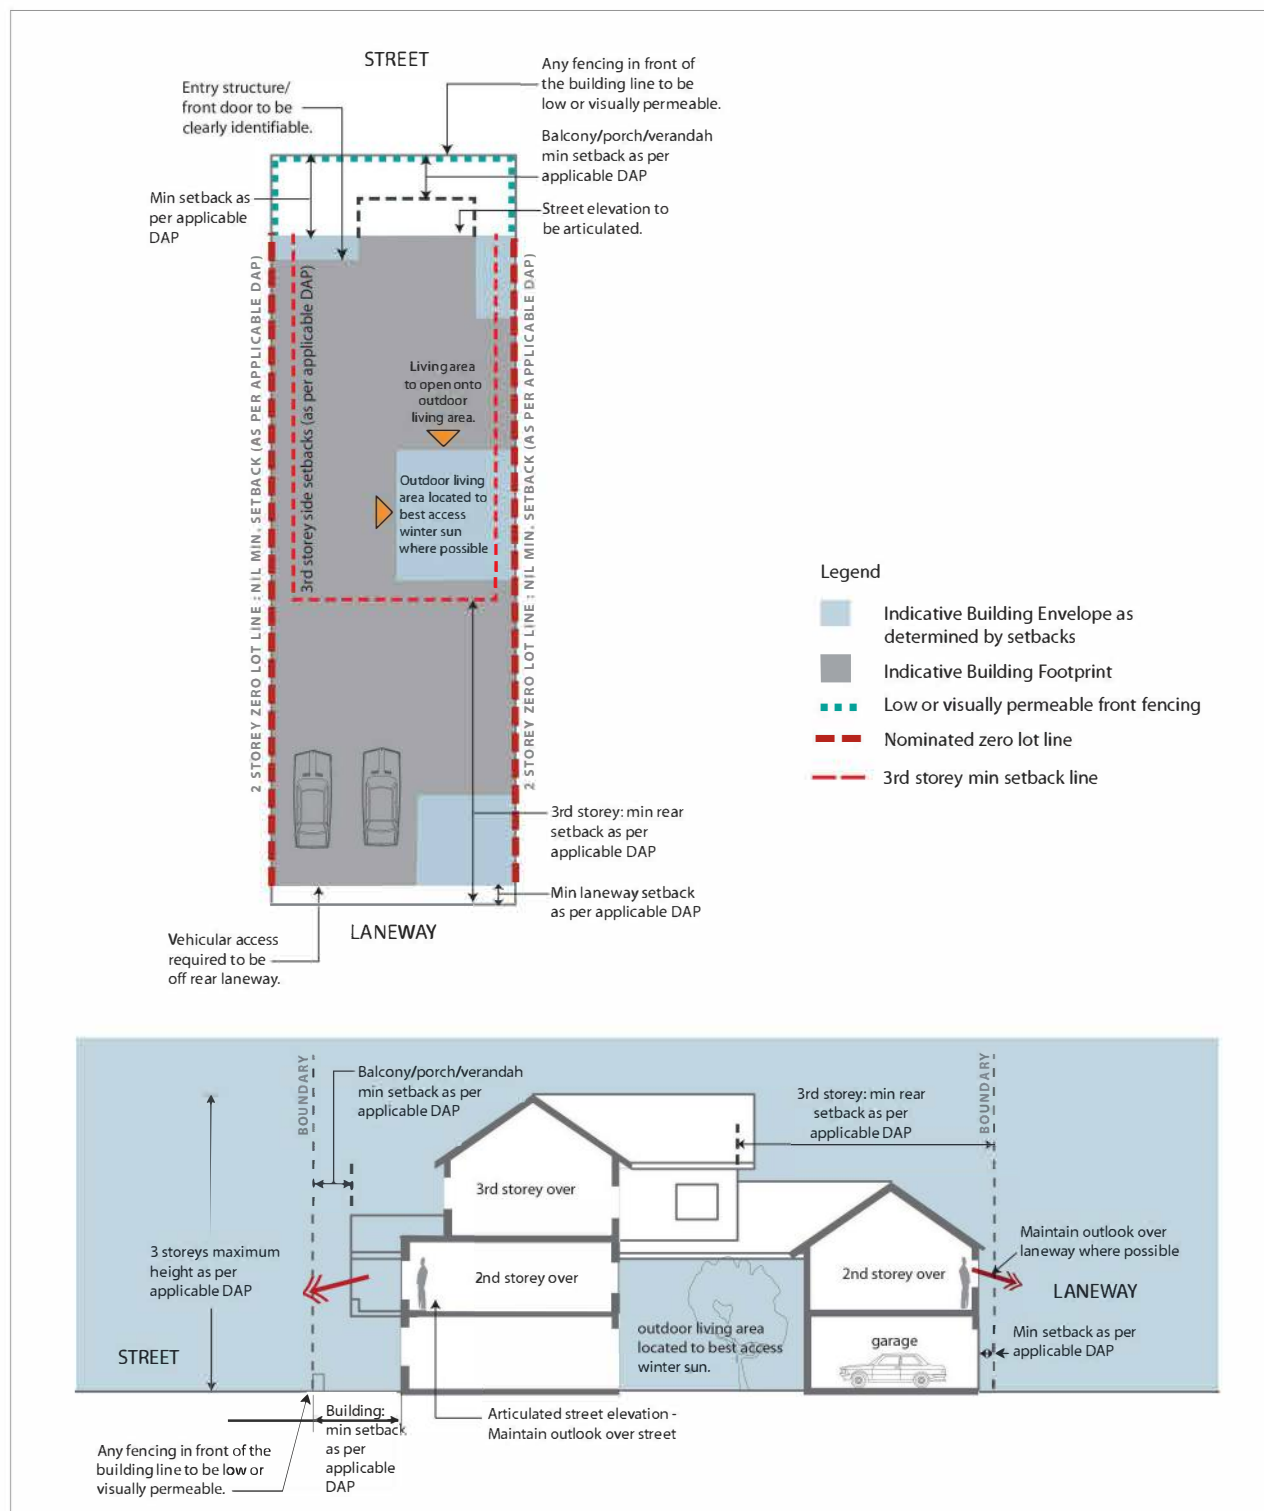 STREET
Any fencing in front of
the building line to be
low or visually permeable.
Entry structure/
front door to be
clearly identifiable.
Balcony/porch/verandah
min setback as per
applicable DAP
Min setback as
per applicable
DAP
Street elevation to
be articulated.
2 STOREY ZERO LOT LINE : NIL MIN. SETBACK (AS PER APPLICABLE DAP)
3rd storey side setbacks (as per applicable DAP)
2 STOREY ZERO LOT LINE : NIL MIN. SETBACK (AS PER APPLICABLE DAP)
Living area
to open onto
outdoor
living area.
Outdoor living
area located to
best access
winter sun
where possible
Legend
Indicative Building Envelope as
determined by setbacks
Indicative Building Footprint
Low or visually permeable front fencing
Nominated zero lot line
3rd storey min setback line
3rd storey: min rear
setback as per
applicable DAP
Min laneway setback
as per applicable DAP
LANEWAY
Vehicular access
required to be
off rear laneway.
BOUNDARY
Balcony/porch/verandah
min setback as per
applicable DAP
3rd storey: min rear
setback as per
applicable DAP
BOUNDARY
3rd storey over
3 storeys maximum
height as per
applicable DAP
2nd storey over
2nd storey over
Maintain outlook over
laneway where possible
LANEWAY
STREET
outdoor living area
located to best access
winter sun.
garage
Min setback as per
applicable DAP
Building:
min setback
as per
applicable
DAP
Articulated street elevation -
Maintain outlook over street
Any fencing in front of the
building line to be low or
visually permeable.